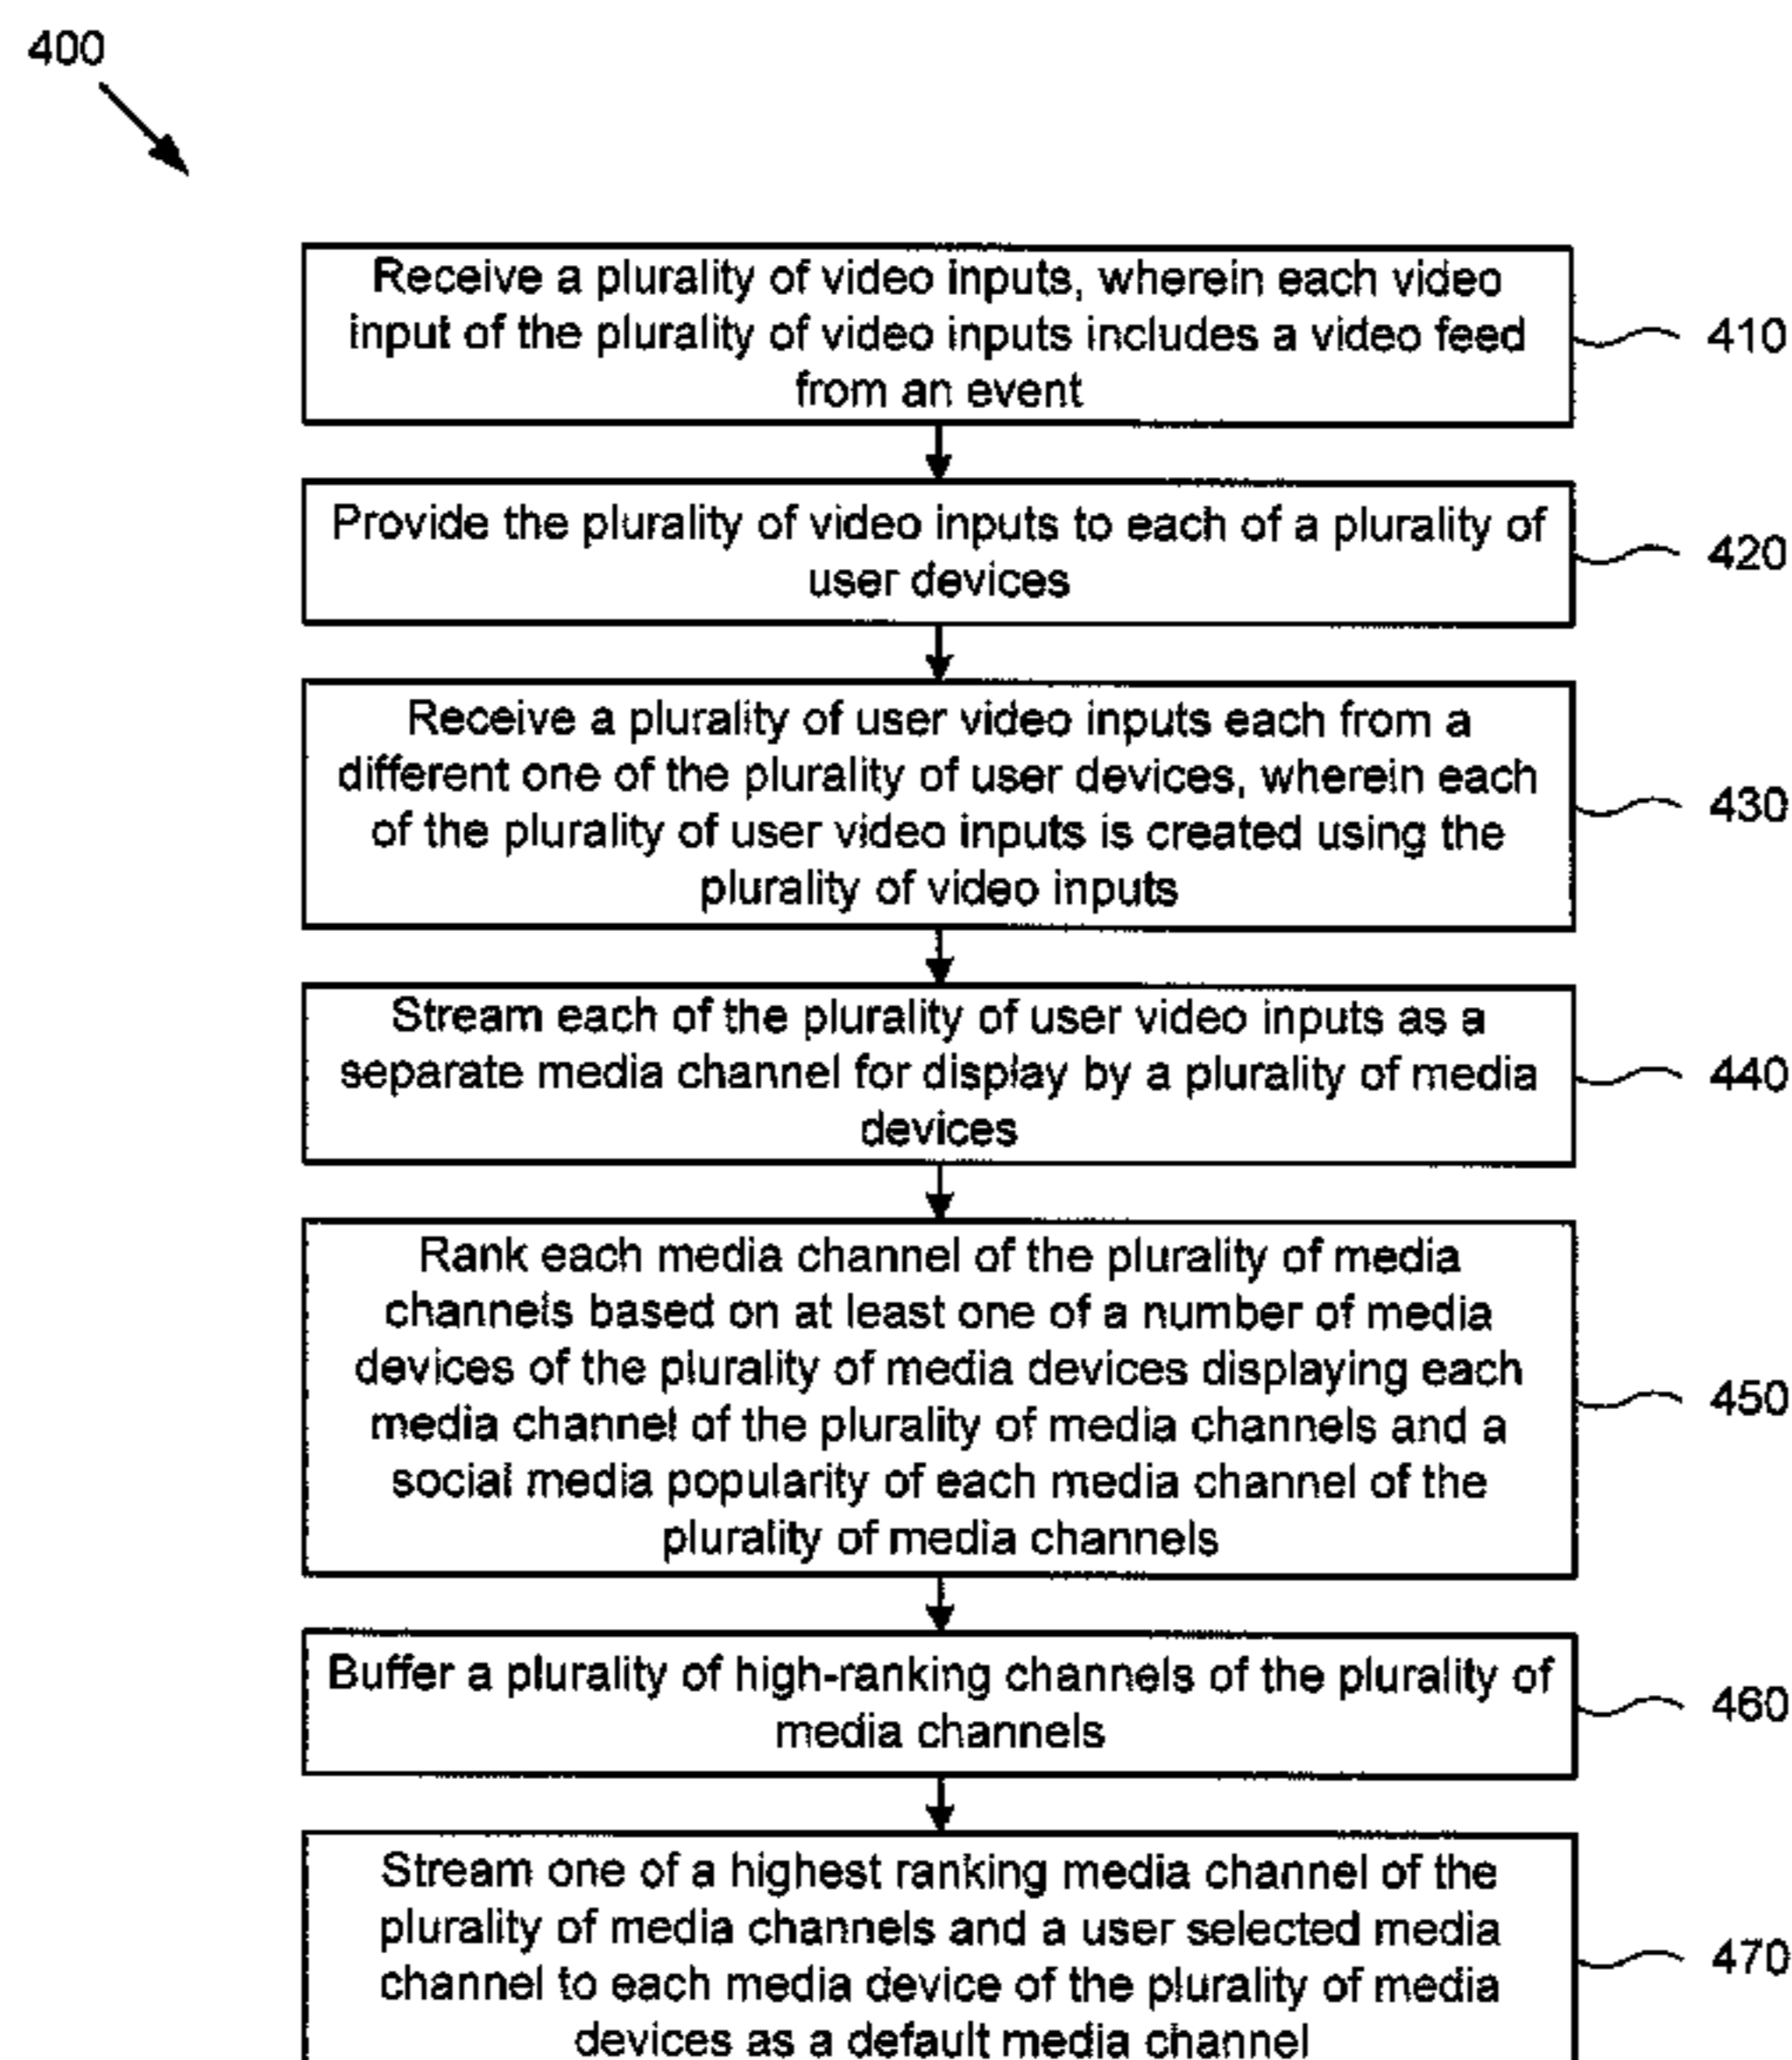 400
Receive a plurality of video inputs, wherein each video
input of the plurality of video inputs includes a video feed
from an event
410
Provide the plurality of video inputs to each of a plurality of
user devices
420
Receive a plurality of user video inputs each from a
different one of the plurality of user devices, wherein each
of the plurality of user video inputs is created using the
plurality of video inputs
430
Stream each of the plurality of user video inputs as a
separate media channel for display by a plurality of media
devices
440
Rank each media channel of the plurality of media
channels based on at least one of a number of media
devices of the plurality of media devices displaying each
media channel of the plurality of media channels and a
social media popularity of each media channel of the
plurality of media channels
450
Buffer a plurality of high-ranking channels of the plurality of
media channels
460
Stream one of a highest ranking media channel of the
plurality of media channels and a user selected media
channel to each media device of the plurality of media
devices as a default media channel
470